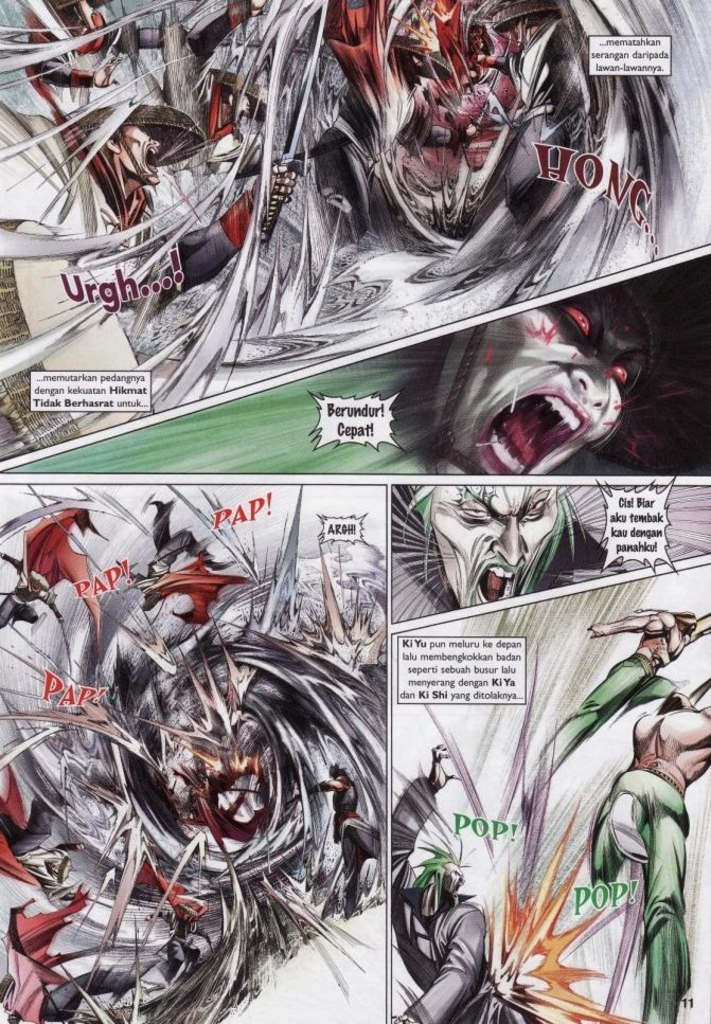 ...mematahkan
serangan daripada
lawan-lawannya.
HONG...
Urgh...!
...memutarkan pedangnya
dengan kekuatan Hikmat
Tidak Berhasrat untuk...
Berundur!
Cepat!
PAP!
PAP!
PAP!
ARGH!
Cis! Biar
aku tembak
kau dengan
panahku!
Ki Yu pun meluru ke depan
lalu membengkokkan badan
seperti sebuah busur lalu
menyerang dengan Ki Ya
dan Ki Shi yang ditolaknya...
POP!
POP!
11